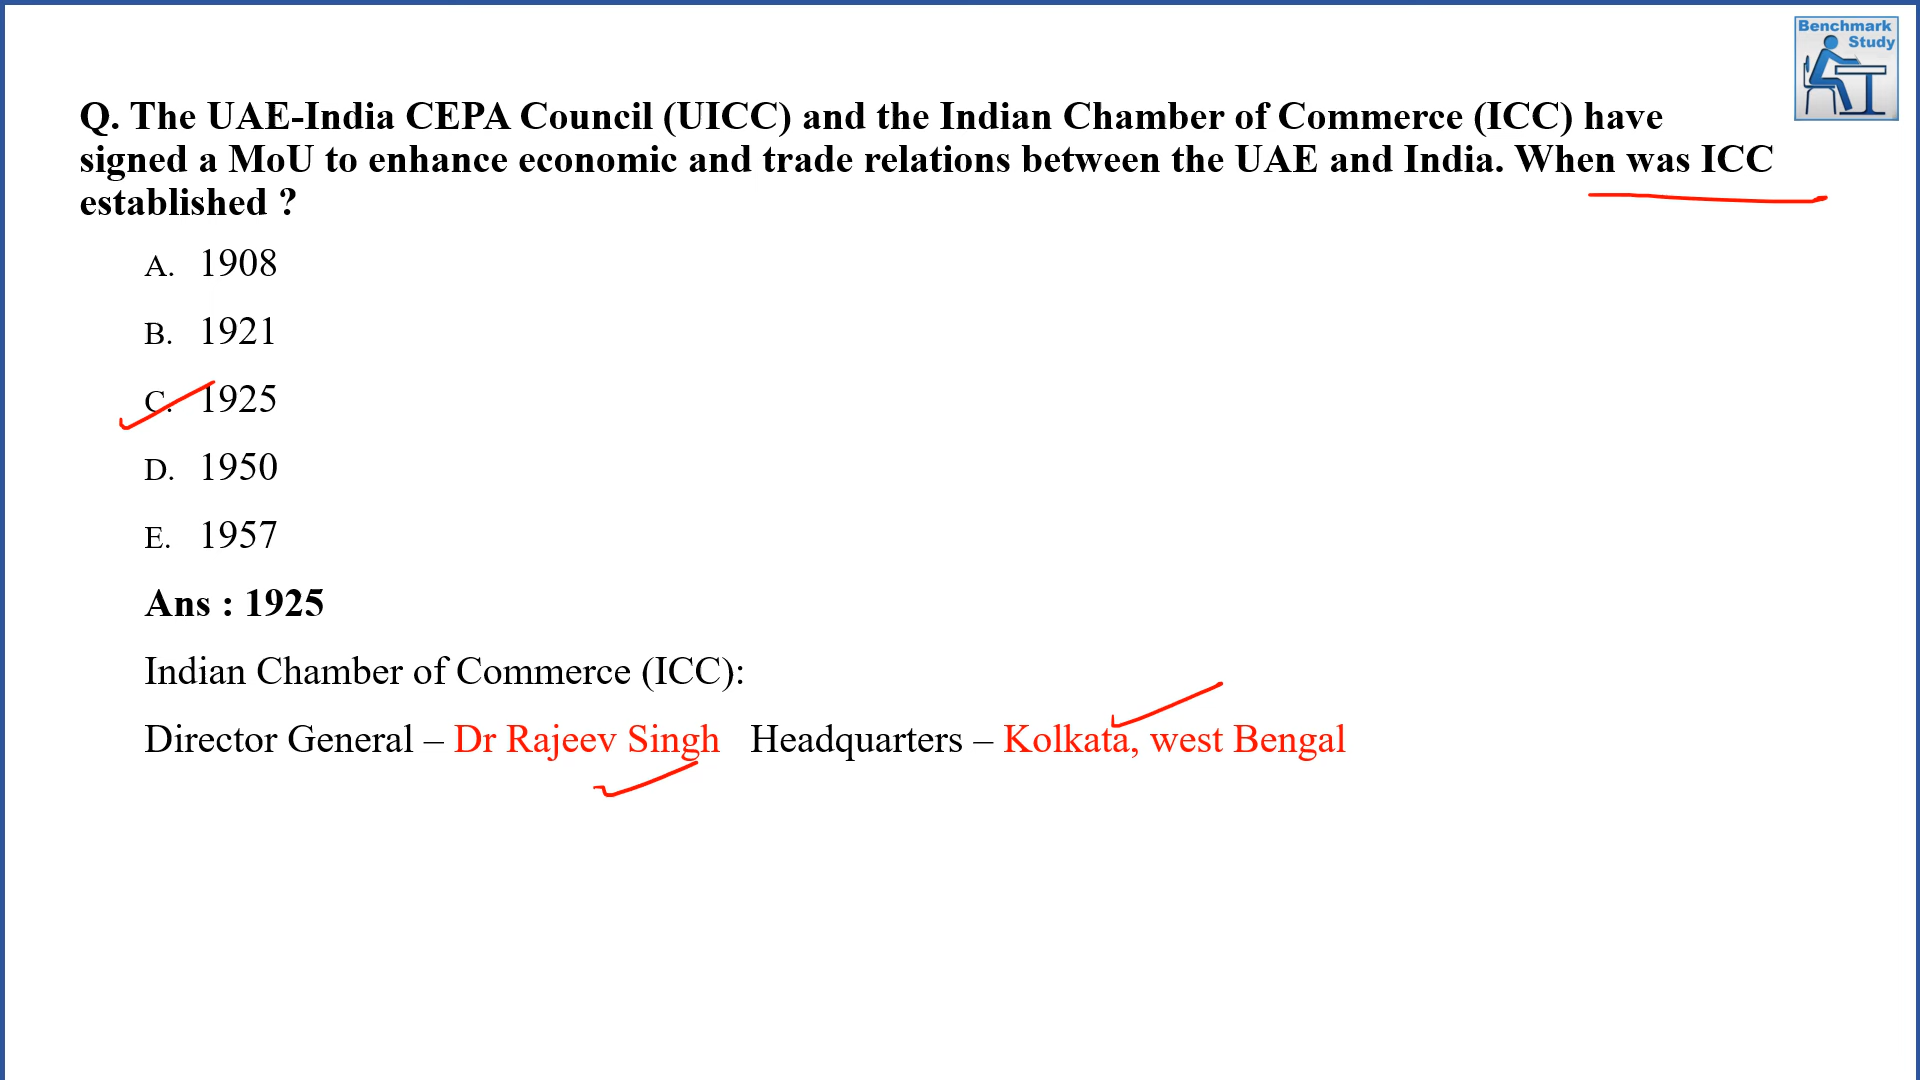 Benchmark
Study
Q. The UAE-India CEPA Council (UICC) and the Indian Chamber of Commerce (ICC) have
signed a MoU to enhance economic and trade relations between the UAE and India. When was ICC
established ?
A. 1908
B. 1921
C. 1925
D. 1950
E. 1957
Ans : 1925
Indian Chamber of Commerce (ICC):
Director General – Dr Rajeev Singh Headquarters – Kolkata, west Bengal